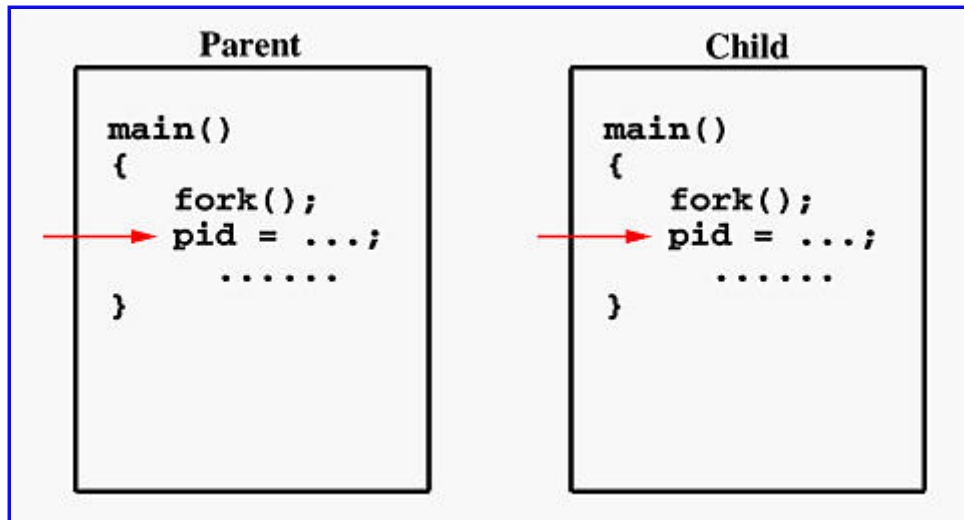 Parent
main()
{
fork();
pid = ...;
......
}
Child
main()
{
fork();
pid = ...;
......
}